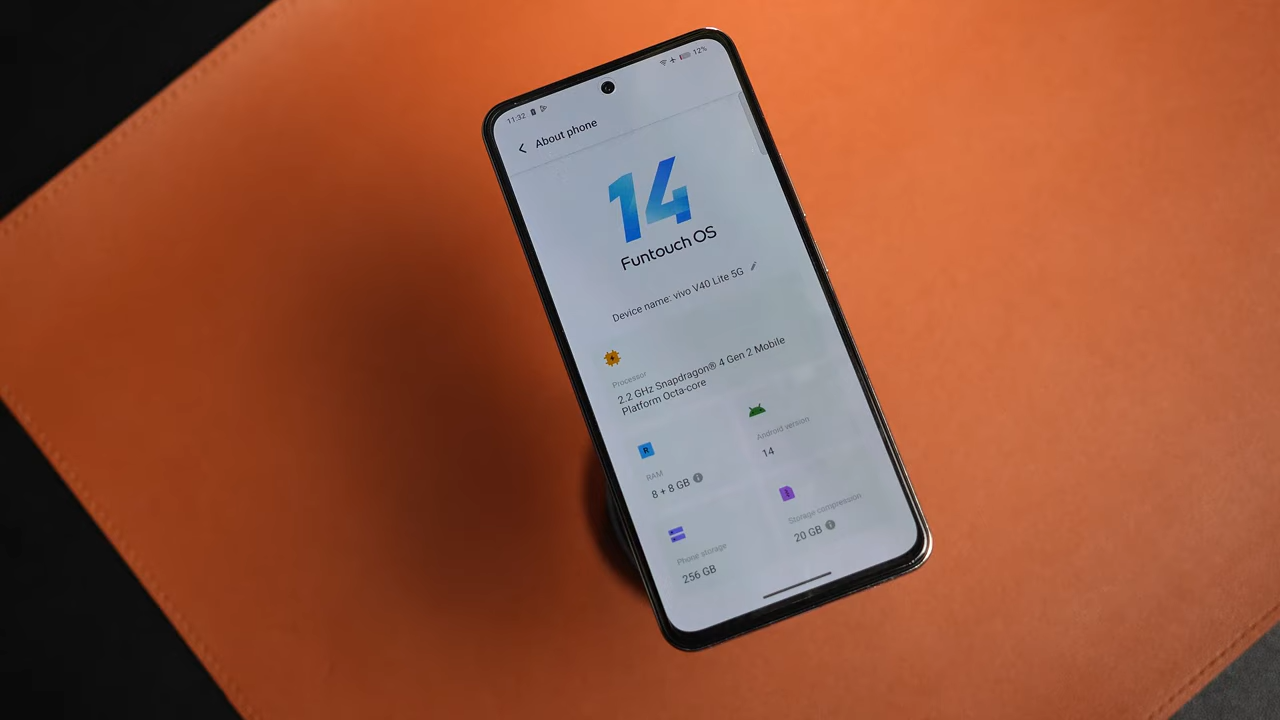 11:32
12%
About phone
14
Funtouch OS
Device name: vivo V40 Lite 5G
Processor
2.2 GHz Snapdragon® 4 Gen 2 Mobile
Platform Octa-core
RAM
8 + 8 GB
Android version
14
Phone storage
256 GB
Storage compression
20 GB